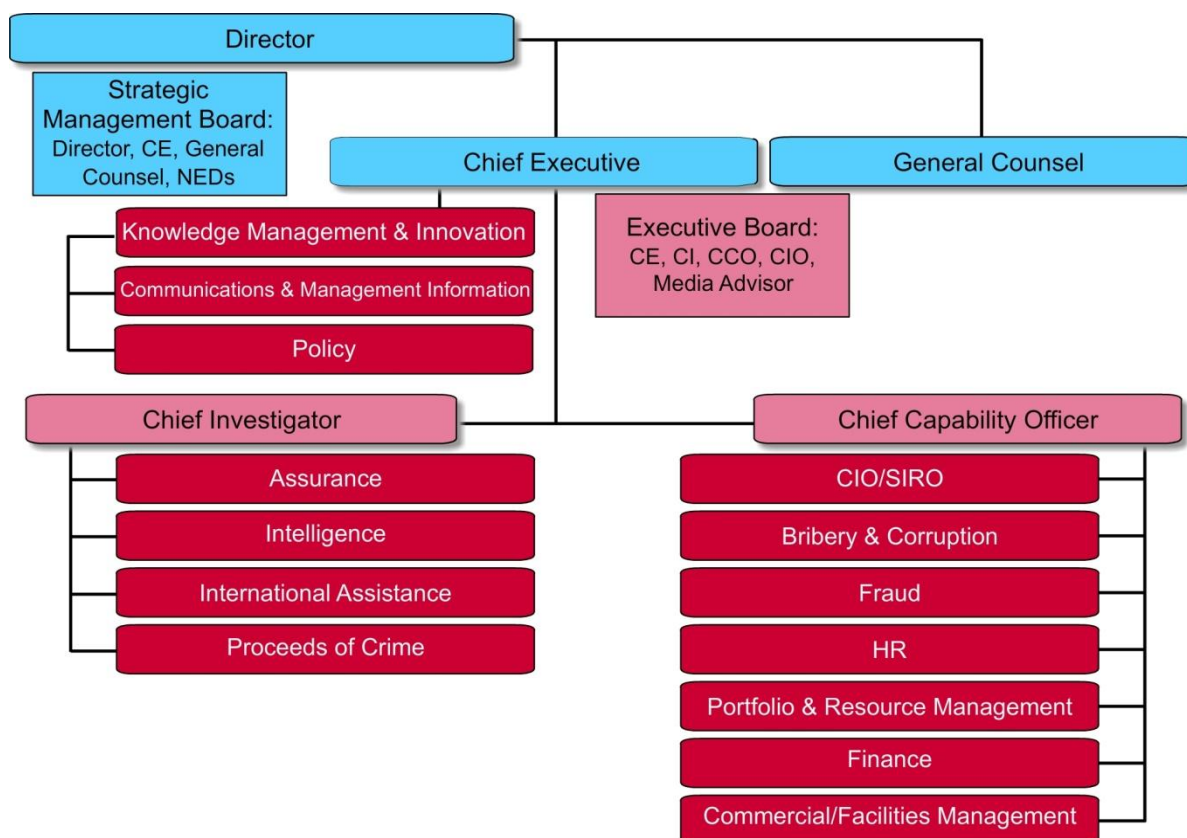 Director
Strategic
Management Board:
Director, CE, General
Counsel, NEDs
Chief Executive
General Counsel
Knowledge Management & Innovation
Communications & Management Information
Policy
Executive Board:
CE, CI, CCO, CIO,
Media Advisor
Chief Investigator
Assurance
Intelligence
International Assistance
Proceeds of Crime
Chief Capability Officer
CIO/SIRO
Bribery & Corruption
Fraud
HR
Portfolio & Resource Management
Finance
Commercial/Facilities Management